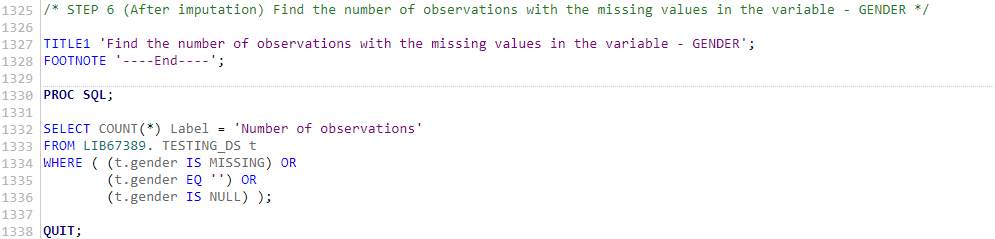 1325 /* STEP 6 (After imputation) Find the number of observations with the missing values in the variable - GENDER */
1326
1327 TITLE1 'Find the number of observations with the missing values in the variable - GENDER';
1328 FOOTNOTE '----End----';
1329
1330 PROC SQL;
1331
1332 SELECT COUNT(*) Label = 'Number of observations'
1333 FROM LIB67389. TESTING_DS t
1334 WHERE ( (t.gender IS MISSING) OR
1335         (t.gender EQ '') OR
1336         (t.gender IS NULL) );
1337
1338 QUIT;